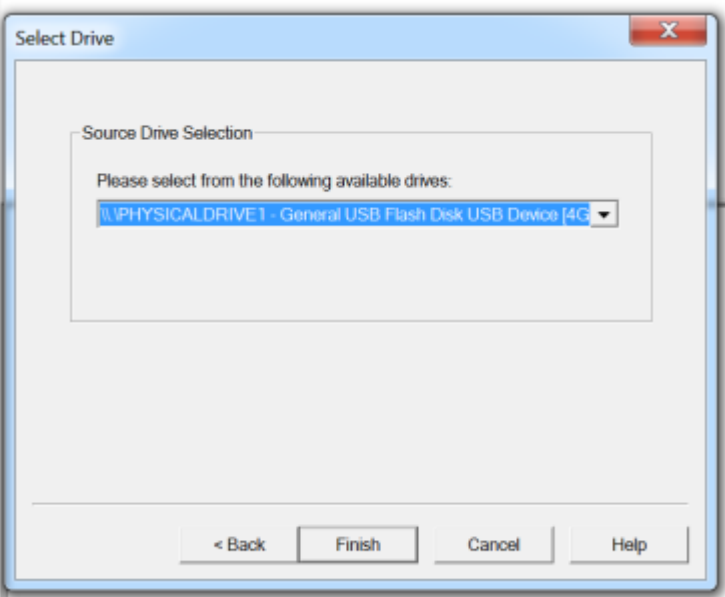 Select Drive
Source Drive Selection
Please select from the following available drives:
\\.\PHYSICALDRIVE1 - General USB Flash Disk USB Device [4G
< Back
Finish
Cancel
Help